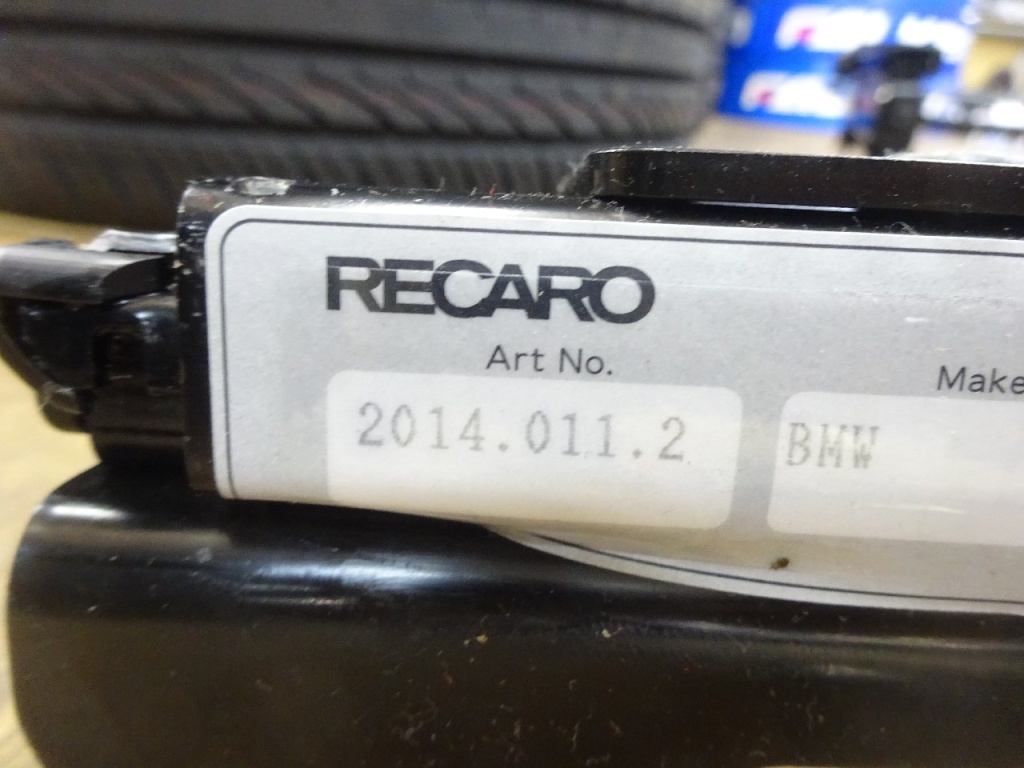 RECARO
Art No.
Make
2014.011.2
BMW